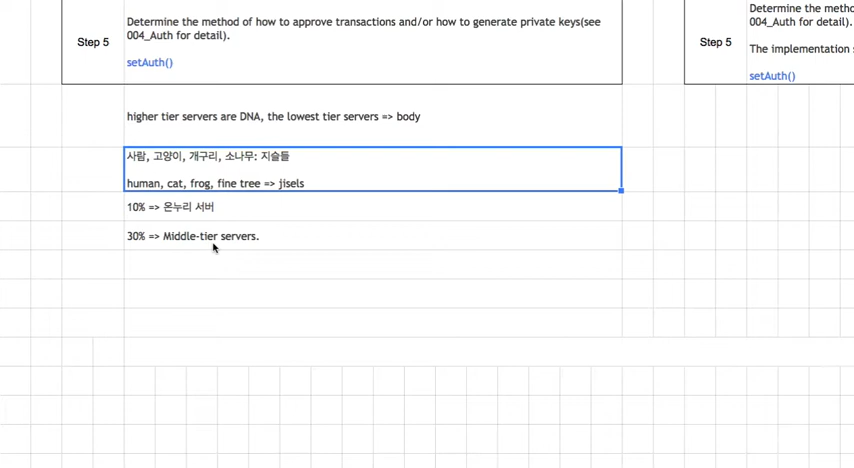 Determine the method of how to approve transactions and/or how to generate private keys(see
004_Auth for detail).
Step 5
setAuth()
higher tier servers are DNA, the lowest tier servers => body
사람, 고양이, 개구리, 소나무: 지슬들
human, cat, frog, fine tree => jisels
10% => 온누리 서버
30% => Middle-tier servers.
Determine the metho
004_Auth for detail).
Step 5
The implementation
setAuth()